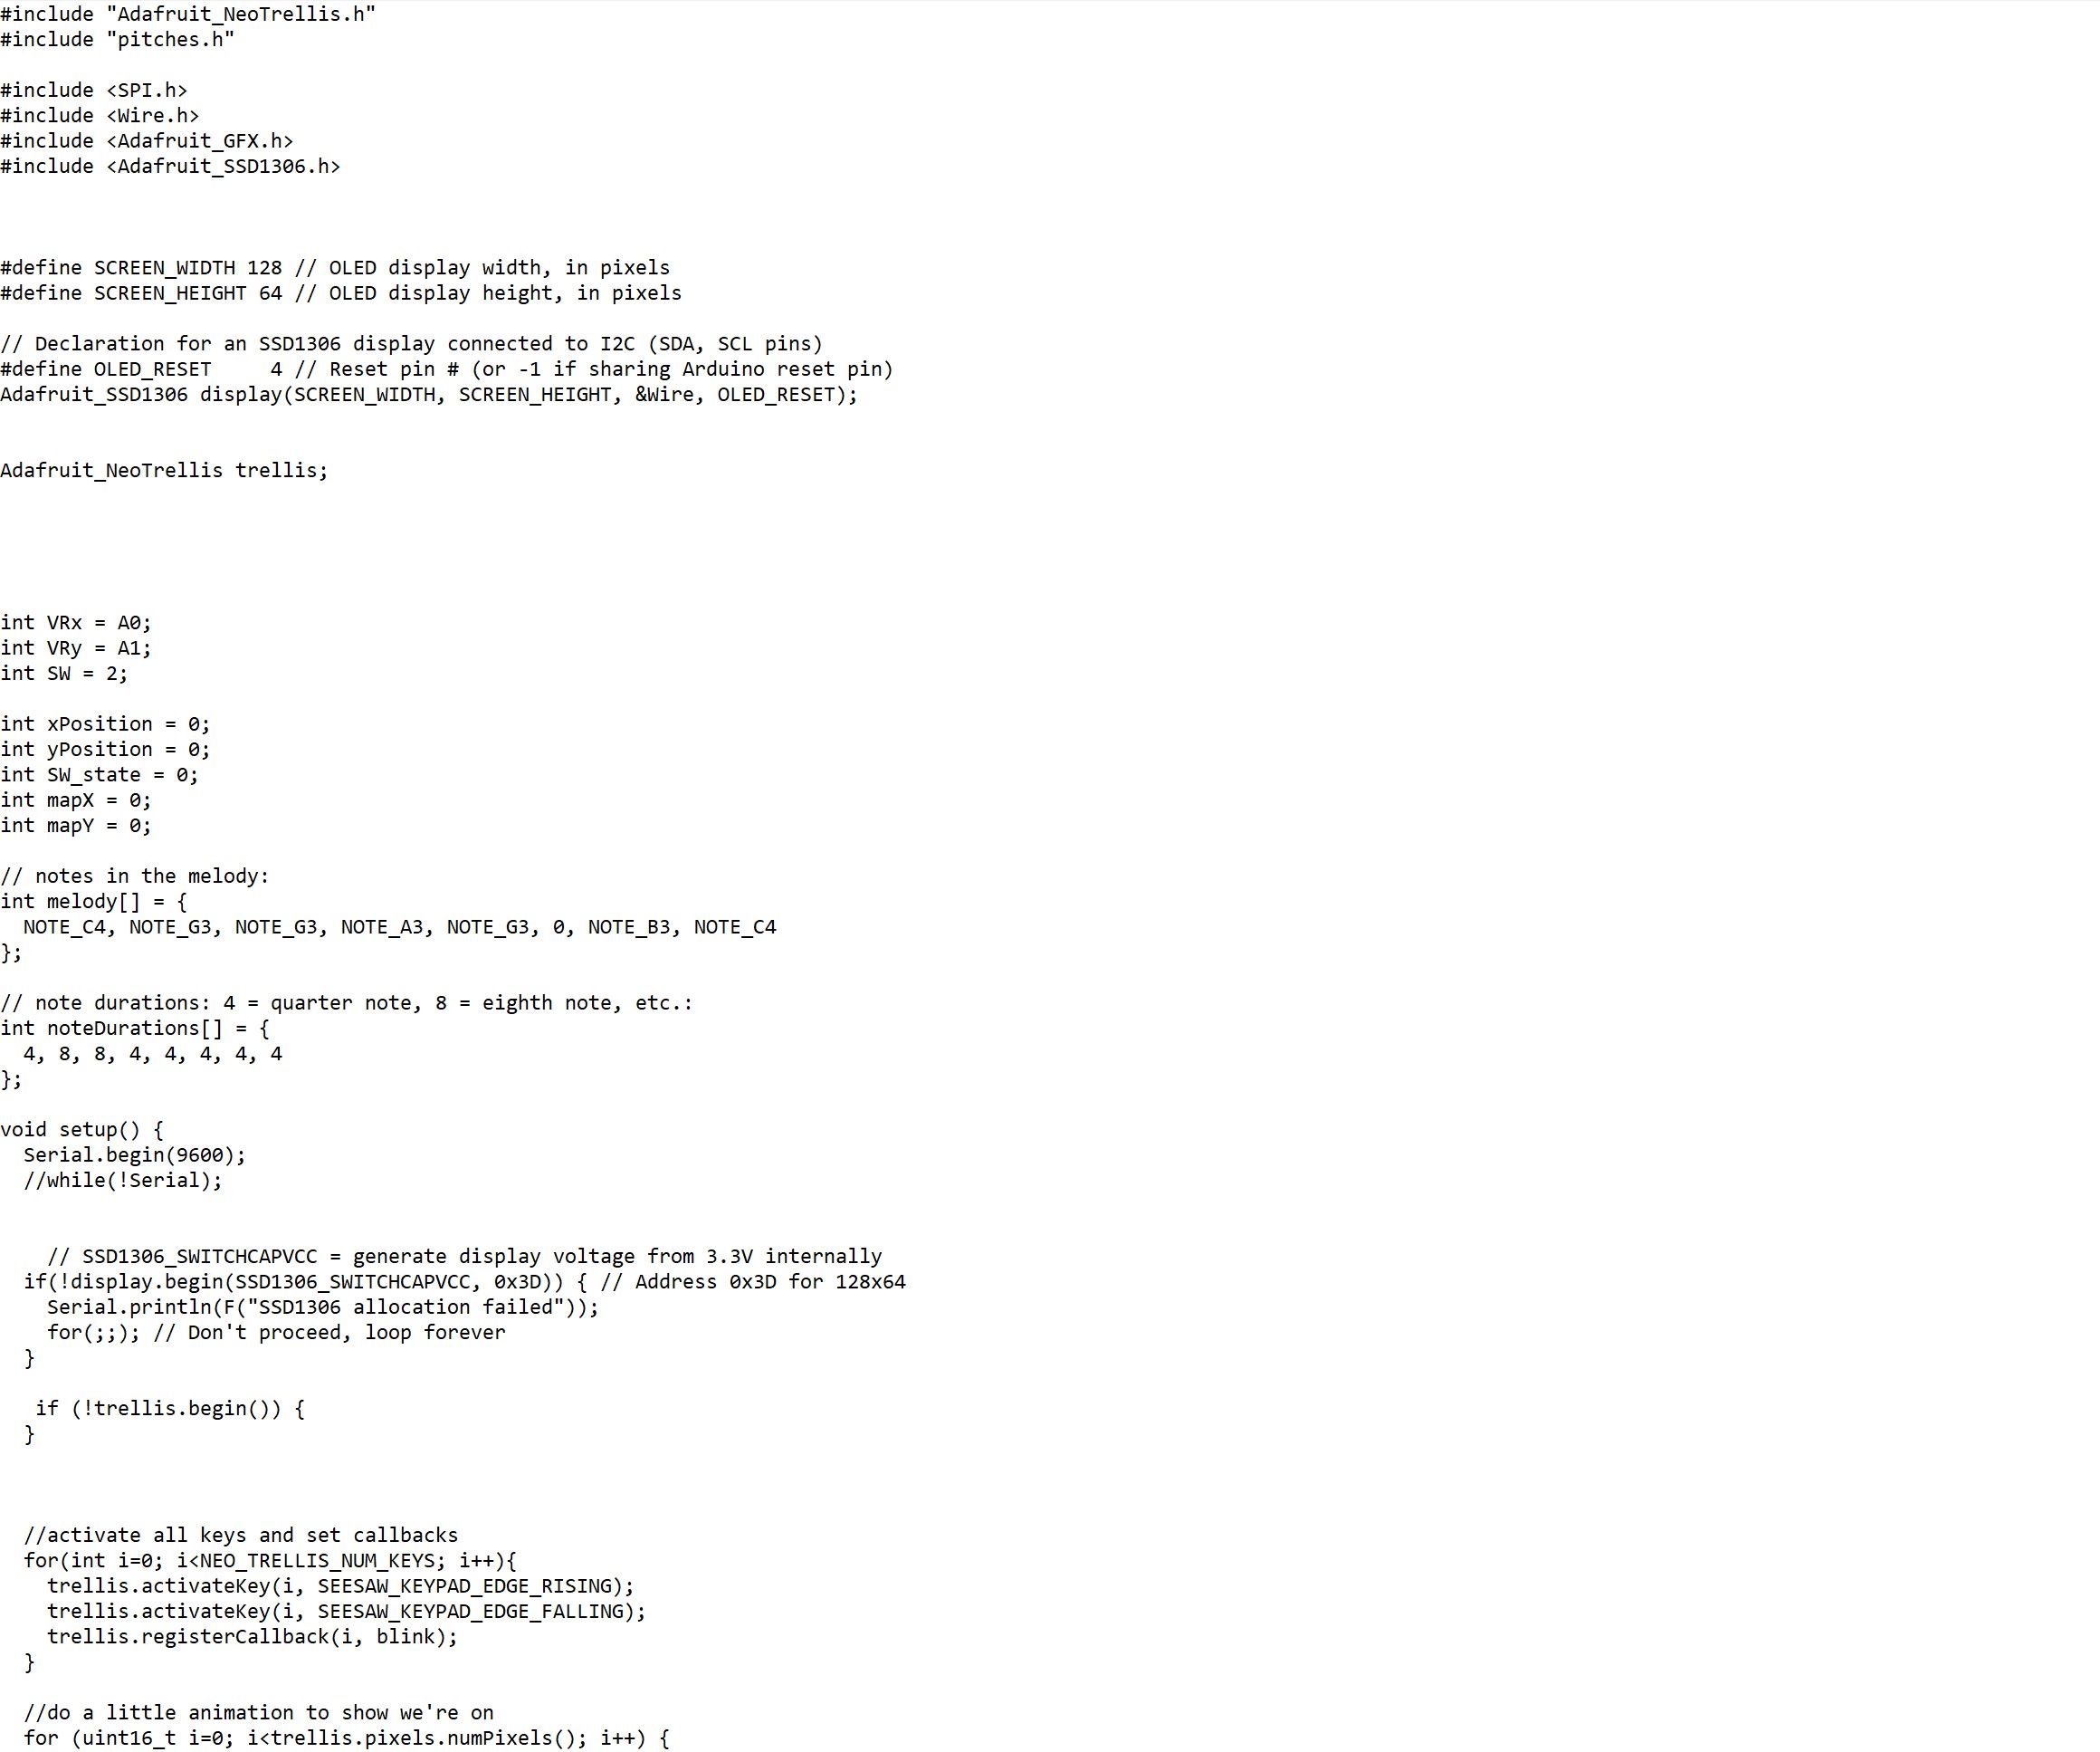 #include "Adafruit_NeoTrellis.h"
#include "pitches.h"

#include <SPI.h>
#include <Wire.h>
#include <Adafruit_GFX.h>
#include <Adafruit_SSD1306.h>

#define SCREEN_WIDTH 128 // OLED display width, in pixels
#define SCREEN_HEIGHT 64 // OLED display height, in pixels

// Declaration for an SSD1306 display connected to I2C (SDA, SCL pins)
#define OLED_RESET     4 // Reset pin # (or -1 if sharing Arduino reset pin)
Adafruit_SSD1306 display(SCREEN_WIDTH, SCREEN_HEIGHT, &Wire, OLED_RESET);

Adafruit_NeoTrellis trellis;

int VRx = A0;
int VRy = A1;
int SW = 2;

int xPosition = 0;
int yPosition = 0;
int SW_state = 0;
int mapX = 0;
int mapY = 0;

// notes in the melody:
int melody[] = {
  NOTE_C4, NOTE_G3, NOTE_G3, NOTE_A3, NOTE_G3, 0, NOTE_B3, NOTE_C4
};

// note durations: 4 = quarter note, 8 = eighth note, etc.:
int noteDurations[] = {
  4, 8, 8, 4, 4, 4, 4, 4
};

void setup() {
  Serial.begin(9600);
  //while(!Serial);

    // SSD1306_SWITCHCAPVCC = generate display voltage from 3.3V internally
  if(!display.begin(SSD1306_SWITCHCAPVCC, 0x3D)) { // Address 0x3D for 128x64
    Serial.println(F("SSD1306 allocation failed"));
    for(;;); // Don't proceed, loop forever
  }

   if (!trellis.begin()) {
  }

  //activate all keys and set callbacks
  for(int i=0; i<NEO_TRELLIS_NUM_KEYS; i++){
    trellis.activateKey(i, SEESAW_KEYPAD_EDGE_RISING);
    trellis.activateKey(i, SEESAW_KEYPAD_EDGE_FALLING);
    trellis.registerCallback(i, blink);
  }

  //do a little animation to show we're on
  for (uint16_t i=0; i<trellis.pixels.numPixels(); i++) {